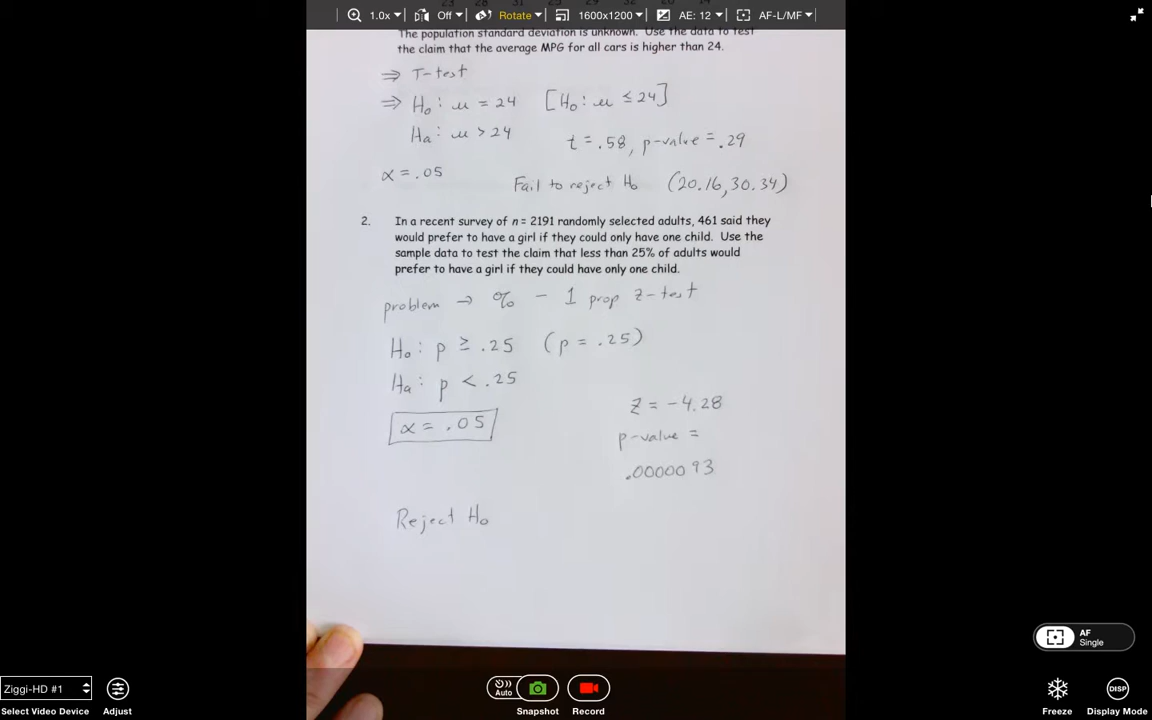 1.0x
Off
Rotate
1600x1200
AE: 12
AF-L/MF
The population standard deviation is unknown. Use the data to test
the claim that the average MPG for all cars is higher than 24.
⇒ T-test
⇒ H₀: μ = 24 [H₀: μ ≤ 24]
Ha: μ > 24
t = .58, p-value = .29
α = .05
Fail to reject H₀ (20.16, 30.34)
2. In a recent survey of n = 2191 randomly selected adults, 461 said they
would prefer to have a girl if they could only have one child. Use the
sample data to test the claim that less than 25% of adults would
prefer to have a girl if they could have only one child.
problem → % - 1 prop z-test
H₀: p ≥ .25 (p = .25)
Ha: p < .25
α = .05
z = -4.28
p-value =
.0000093
Reject H₀
AF
Single
Ziggi-HD #1
Select Video Device
Adjust
Auto
Snapshot
Record
Freeze
DISP
Display Mode